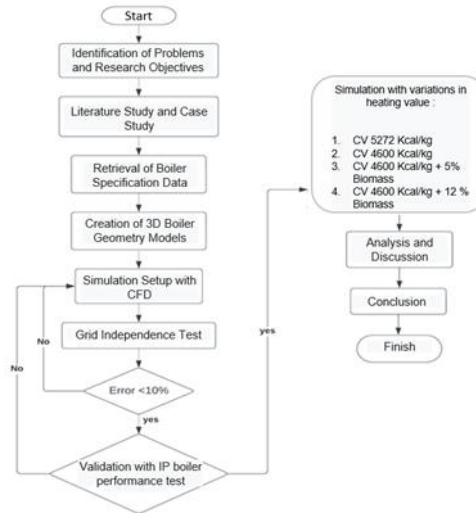 Start
Identification of Problems
and Research Objectives
Literature Study and Case
Study
Retrieval of Boiler
Specification Data
Creation of 3D Boiler
Geometry Models
Simulation Setup with
CFD
Grid Independence Test
No
No
Error <10%
yes
Validation with IP boiler
performance test
yes
Simulation with variations in
heating value :
1. CV 5272 Kcal/kg
2. CV 4600 Kcal/kg
3. CV 4600 Kcal/kg + 5%
Biomass
4. CV 4600 Kcal/kg + 12 %
Biomass
Analysis and
Discussion
Conclusion
Finish